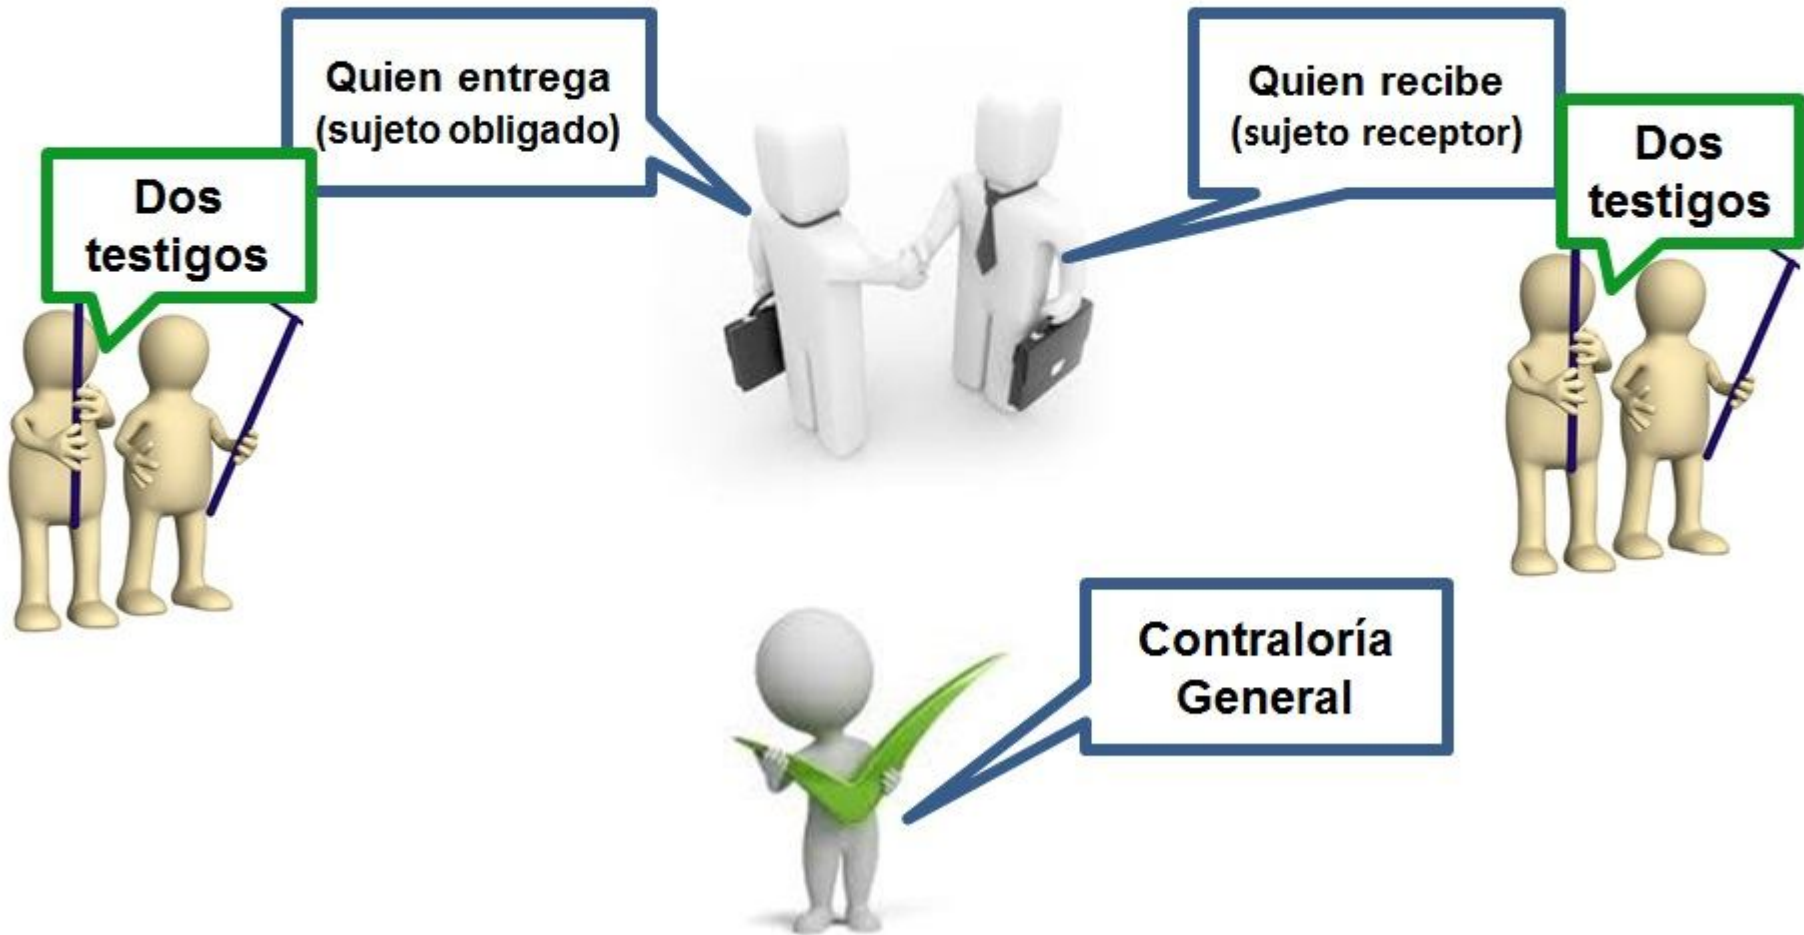 Quien entrega
(sujeto obligado)
Quien recibe
(sujeto receptor)
Dos
testigos
Dos
testigos
Contraloría
General